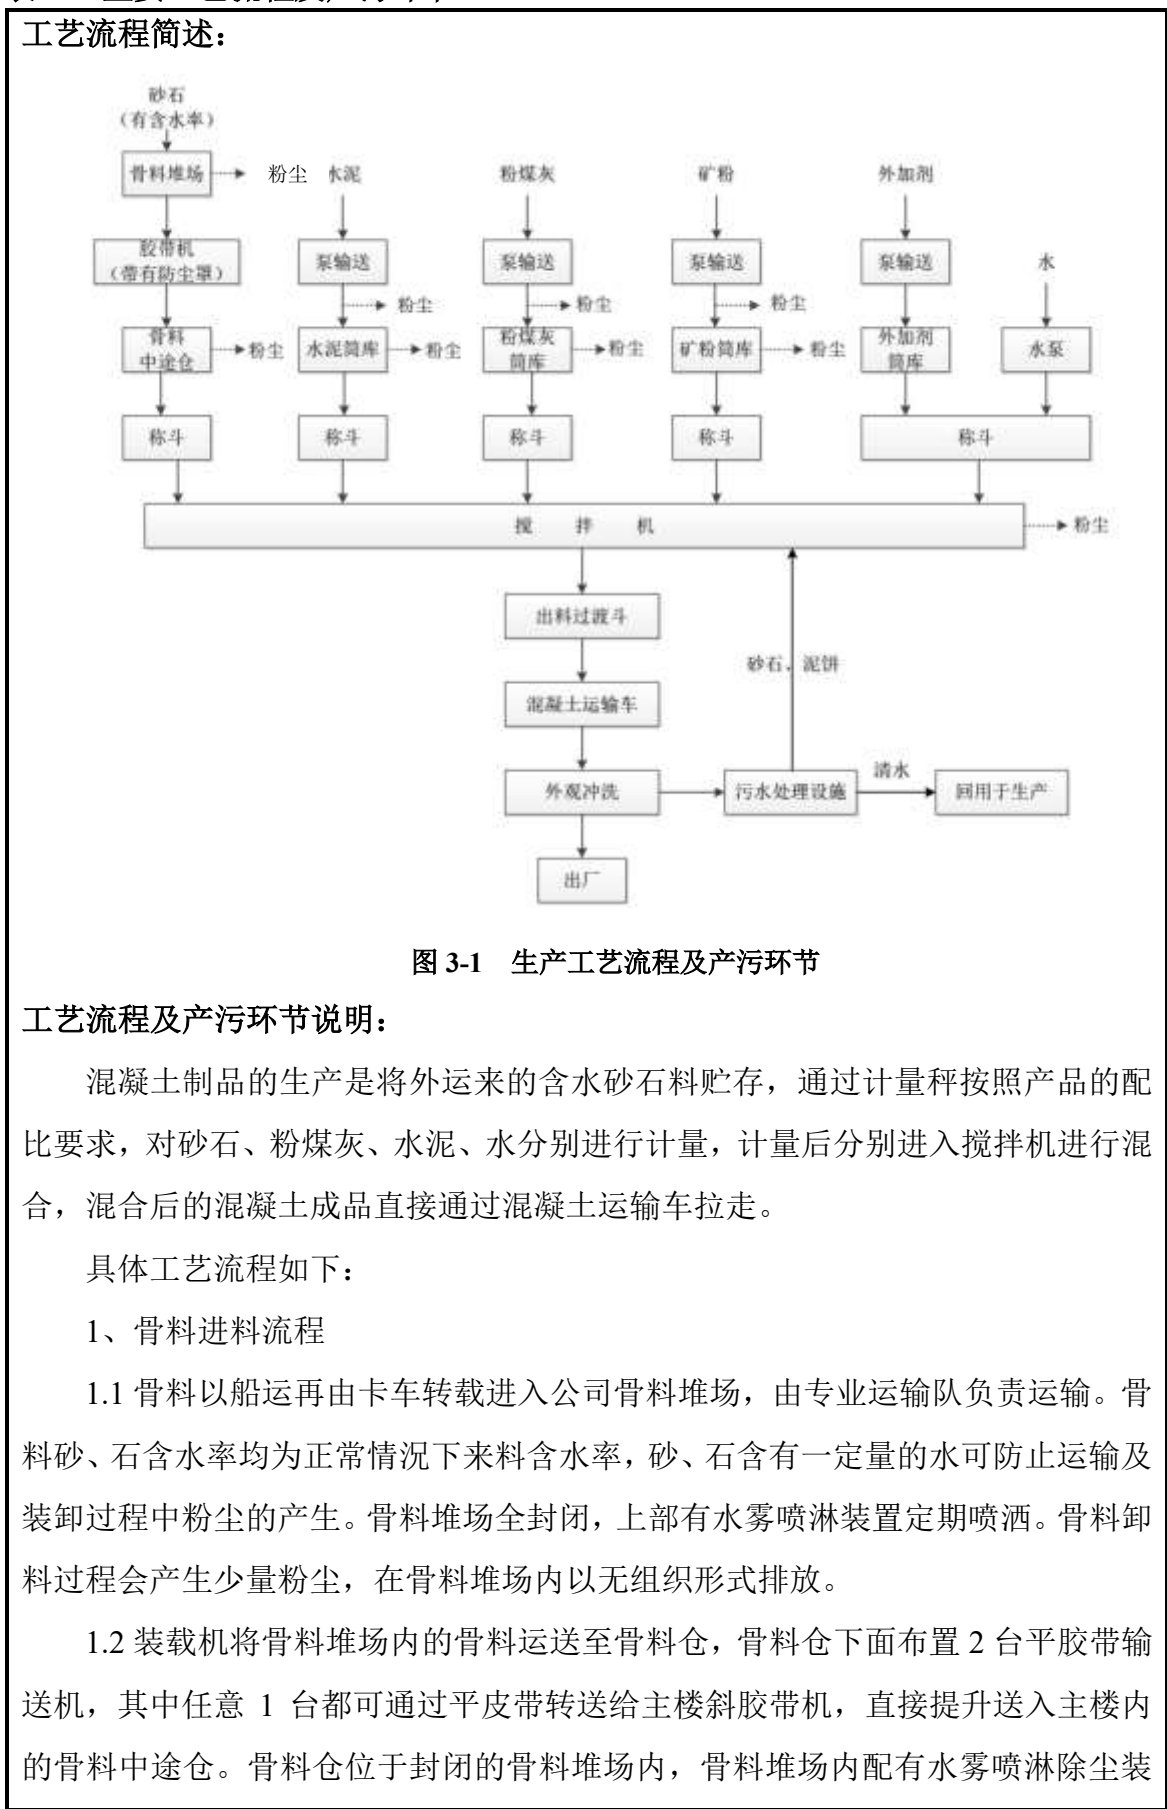 工艺流程简述：
砂石
（有含水率）
骨料堆场
粉尘
水泥
粉煤灰
矿粉
外加剂
胶带机
（带有防尘罩）
泵输送
泵输送
泵输送
泵输送
水
粉尘
粉尘
粉尘
骨料
中途仓
粉尘
水泥筒库
粉尘
粉煤灰
筒库
粉尘
矿粉筒库
粉尘
外加剂
筒库
水泵
称斗
称斗
称斗
称斗
称斗
搅 拌 机
粉尘
出料过渡斗
砂石、泥饼
混凝土运输车
外观冲洗
污水处理设施
清水
回用于生产
出厂
图 3-1 生产工艺流程及产污环节
工艺流程及产污环节说明：
混凝土制品的生产是将外运来的含水砂石料贮存，通过计量秤按照产品的配
比要求，对砂石、粉煤灰、水泥、水分别进行计量，计量后分别进入搅拌机进行混
合，混合后的混凝土成品直接通过混凝土运输车拉走。
具体工艺流程如下：
1、骨料进料流程
1.1 骨料以船运再由卡车转载进入公司骨料堆场，由专业运输队负责运输。骨
料砂、石含水率均为正常情况下来料含水率，砂、石含有一定量的水可防止运输及
装卸过程中粉尘的产生。骨料堆场全封闭，上部有水雾喷淋装置定期喷洒。骨料卸
料过程会产生少量粉尘，在骨料堆场内以无组织形式排放。
1.2 装载机将骨料堆场内的骨料运送至骨料仓，骨料仓下面布置 2 台平胶带输
送机，其中任意 1 台都可通过平皮带转送给主楼斜胶带机，直接提升送入主楼内
的骨料中途仓。骨料仓位于封闭的骨料堆场内，骨料堆场内配有水雾喷淋除尘装